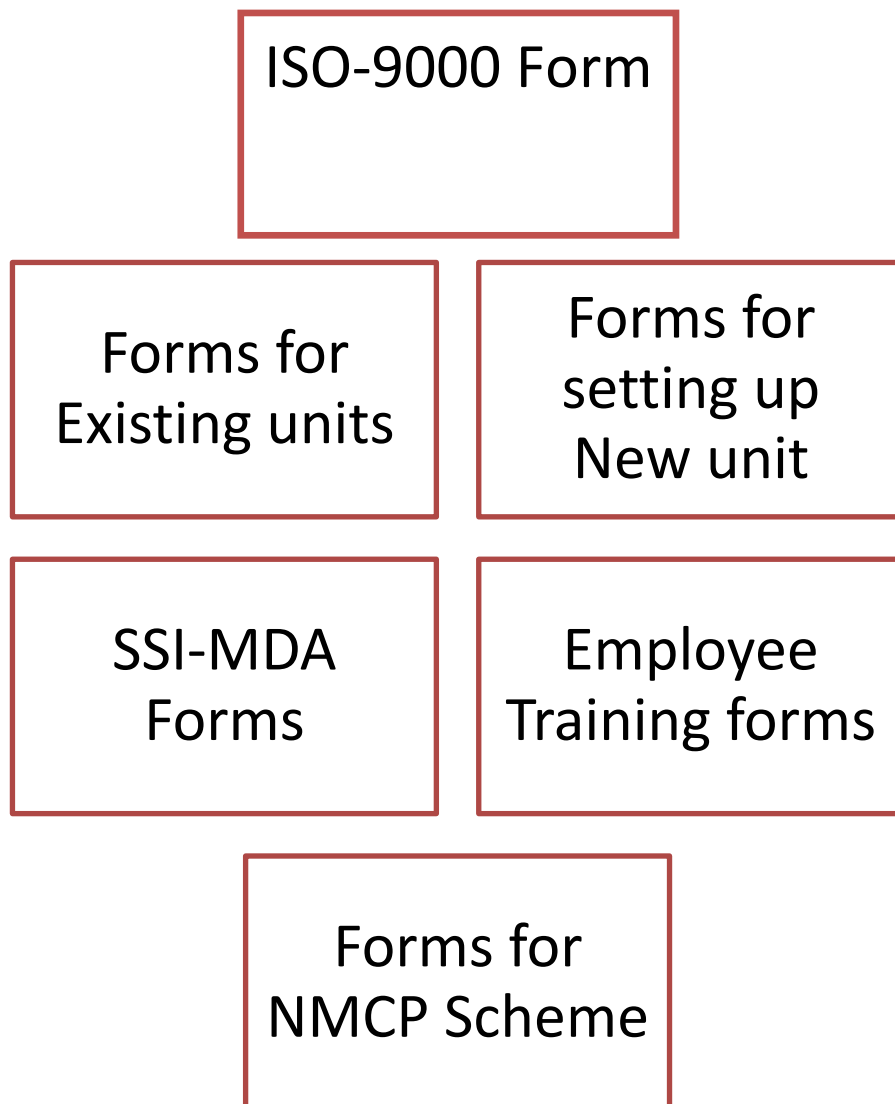 ISO-9000 Form
Forms for
Existing units
Forms for
setting up
New unit
SSI-MDA
Forms
Employee
Training forms
Forms for
NMCP Scheme